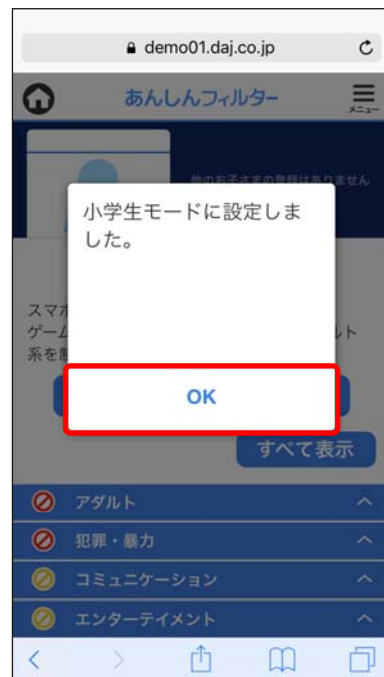 demo01.daj.co.jp
あんしんフィルター
メニュー
他のお子さまの登録はありません
小学生モードに設定しま
した。
スマホ
ゲーム
ルト
系を制
OK
すべて表示
アダルト
犯罪・暴力
コミュニケーション
エンターテイメント